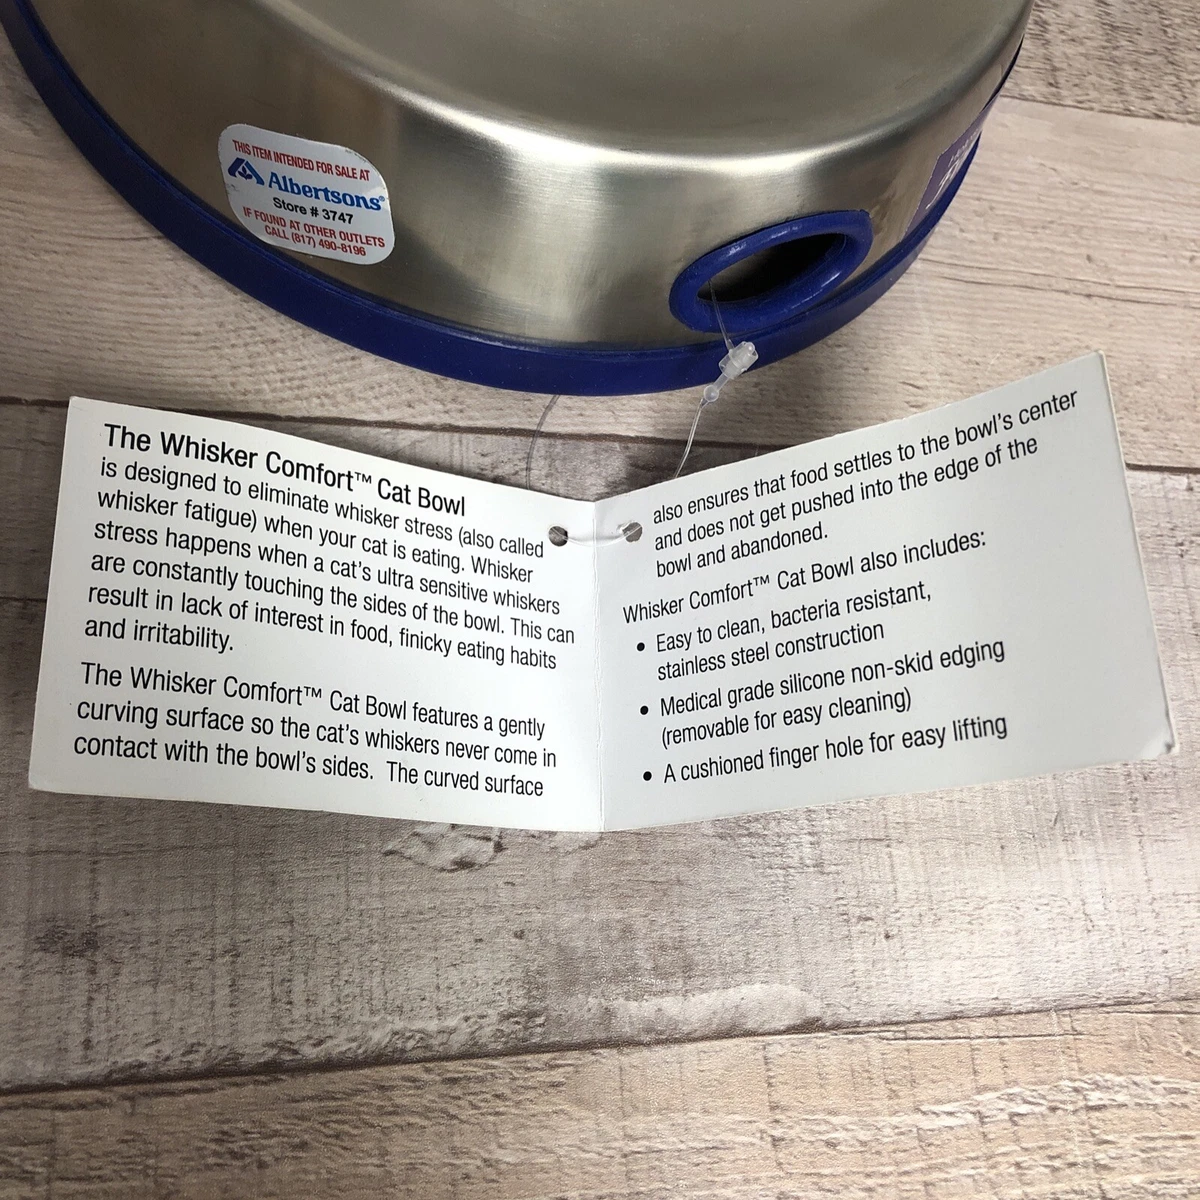 THIS ITEM INTENDED FOR SALE AT
Albertsons®
Store # 3747
IF FOUND AT OTHER OUTLETS
CALL (817) 490-8196
The Whisker Comfort™ Cat Bowl
is designed to eliminate whisker stress (also called
whisker fatigue) when your cat is eating. Whisker
stress happens when a cat's ultra sensitive whiskers
are constantly touching the sides of the bowl. This can
result in lack of interest in food, finicky eating habits
and irritability.
The Whisker Comfort™ Cat Bowl features a gently
curving surface so the cat's whiskers never come in
contact with the bowl's sides. The curved surface
also ensures that food settles to the bowl's center
and does not get pushed into the edge of the
bowl and abandoned.
Whisker Comfort™ Cat Bowl also includes:
• Easy to clean, bacteria resistant,
stainless steel construction
• Medical grade silicone non-skid edging
(removable for easy cleaning)
• A cushioned finger hole for easy lifting